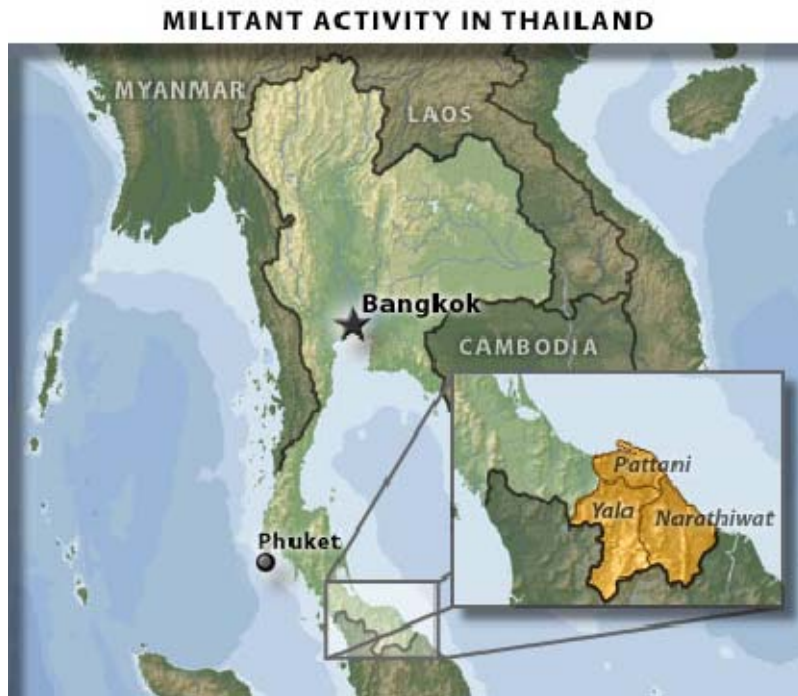 MILITANT ACTIVITY IN THAILAND
MYANMAR
LAOS
Bangkok
CAMBODIA
Pattani
Yala
Narathiwat
Phuket